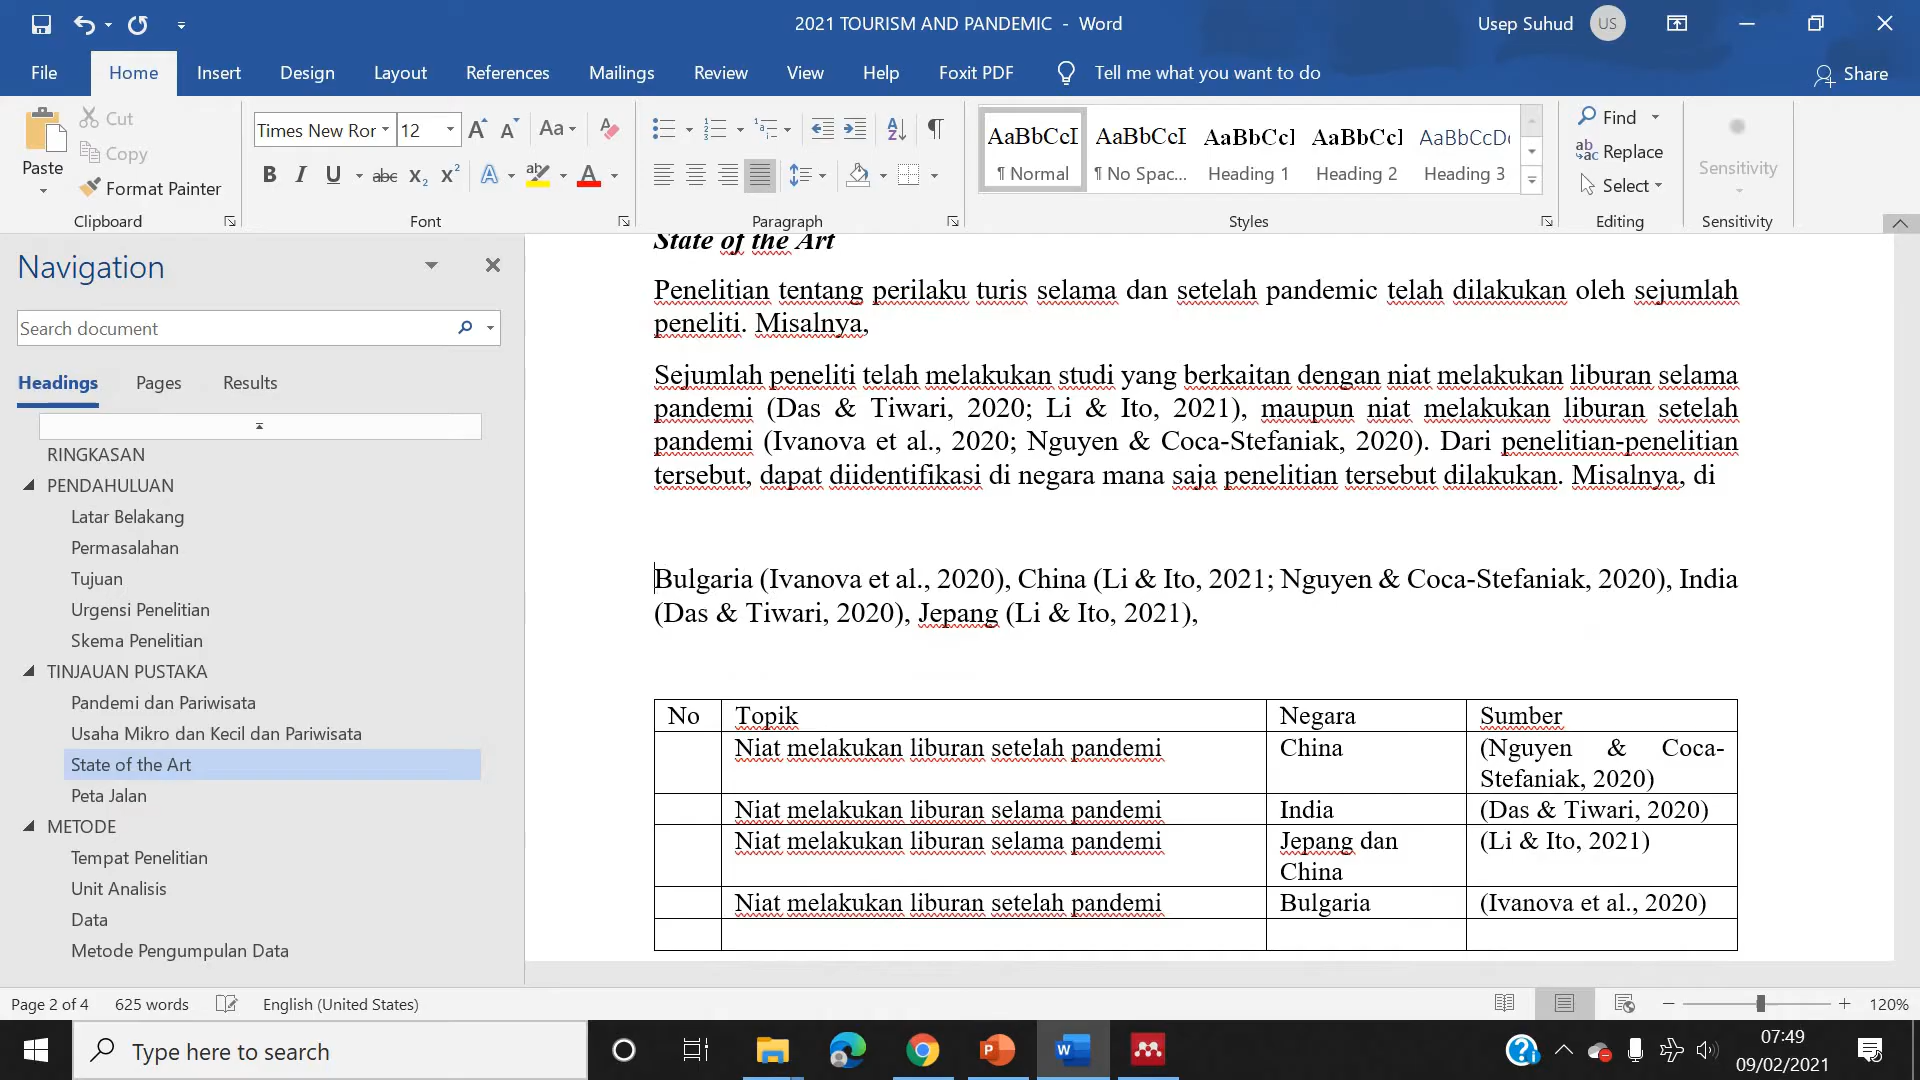 2021 TOURISM AND PANDEMIC - Word
Usep Suhud
US
File Home Insert Design Layout References Mailings Review View Help Foxit PDF Tell me what you want to do Share
Paste
Cut
Copy
Format Painter
Clipboard
Times New Ror 12
Aa
B I U abc X₂ X² A A
Font
Paragraph
AaBbCcI AaBbCcI AaBbCcI AaBbCcI AaBbCcDc
¶ Normal ¶ No Spac... Heading 1 Heading 2 Heading 3
Styles
Find
Replace
Select
Editing
Sensitivity
Sensitivity
Navigation
Search document
Headings Pages Results
RINGKASAN
PENDAHULUAN
Latar Belakang
Permasalahan
Tujuan
Urgensi Penelitian
Skema Penelitian
TINJAUAN PUSTAKA
Pandemi dan Pariwisata
Usaha Mikro dan Kecil dan Pariwisata
State of the Art
Peta Jalan
METODE
Tempat Penelitian
Unit Analisis
Data
Metode Pengumpulan Data
State of the Art
Penelitian tentang perilaku turis selama dan setelah pandemic telah dilakukan oleh sejumlah
peneliti. Misalnya,
Sejumlah peneliti telah melakukan studi yang berkaitan dengan niat melakukan liburan selama
pandemi (Das & Tiwari, 2020; Li & Ito, 2021), maupun niat melakukan liburan setelah
pandemi (Ivanova et al., 2020; Nguyen & Coca-Stefaniak, 2020). Dari penelitian-penelitian
tersebut, dapat diidentifikasi di negara mana saja penelitian tersebut dilakukan. Misalnya, di
Bulgaria (Ivanova et al., 2020), China (Li & Ito, 2021; Nguyen & Coca-Stefaniak, 2020), India
(Das & Tiwari, 2020), Jepang (Li & Ito, 2021),
No Topik Negara Sumber
Niat melakukan liburan setelah pandemi China (Nguyen & Coca-
Stefaniak, 2020)
Niat melakukan liburan selama pandemi India (Das & Tiwari, 2020)
Niat melakukan liburan selama pandemi Jepang dan (Li & Ito, 2021)
China
Niat melakukan liburan setelah pandemi Bulgaria (Ivanova et al., 2020)
Page 2 of 4 625 words English (United States) 120%
Type here to search
07:49
09/02/2021